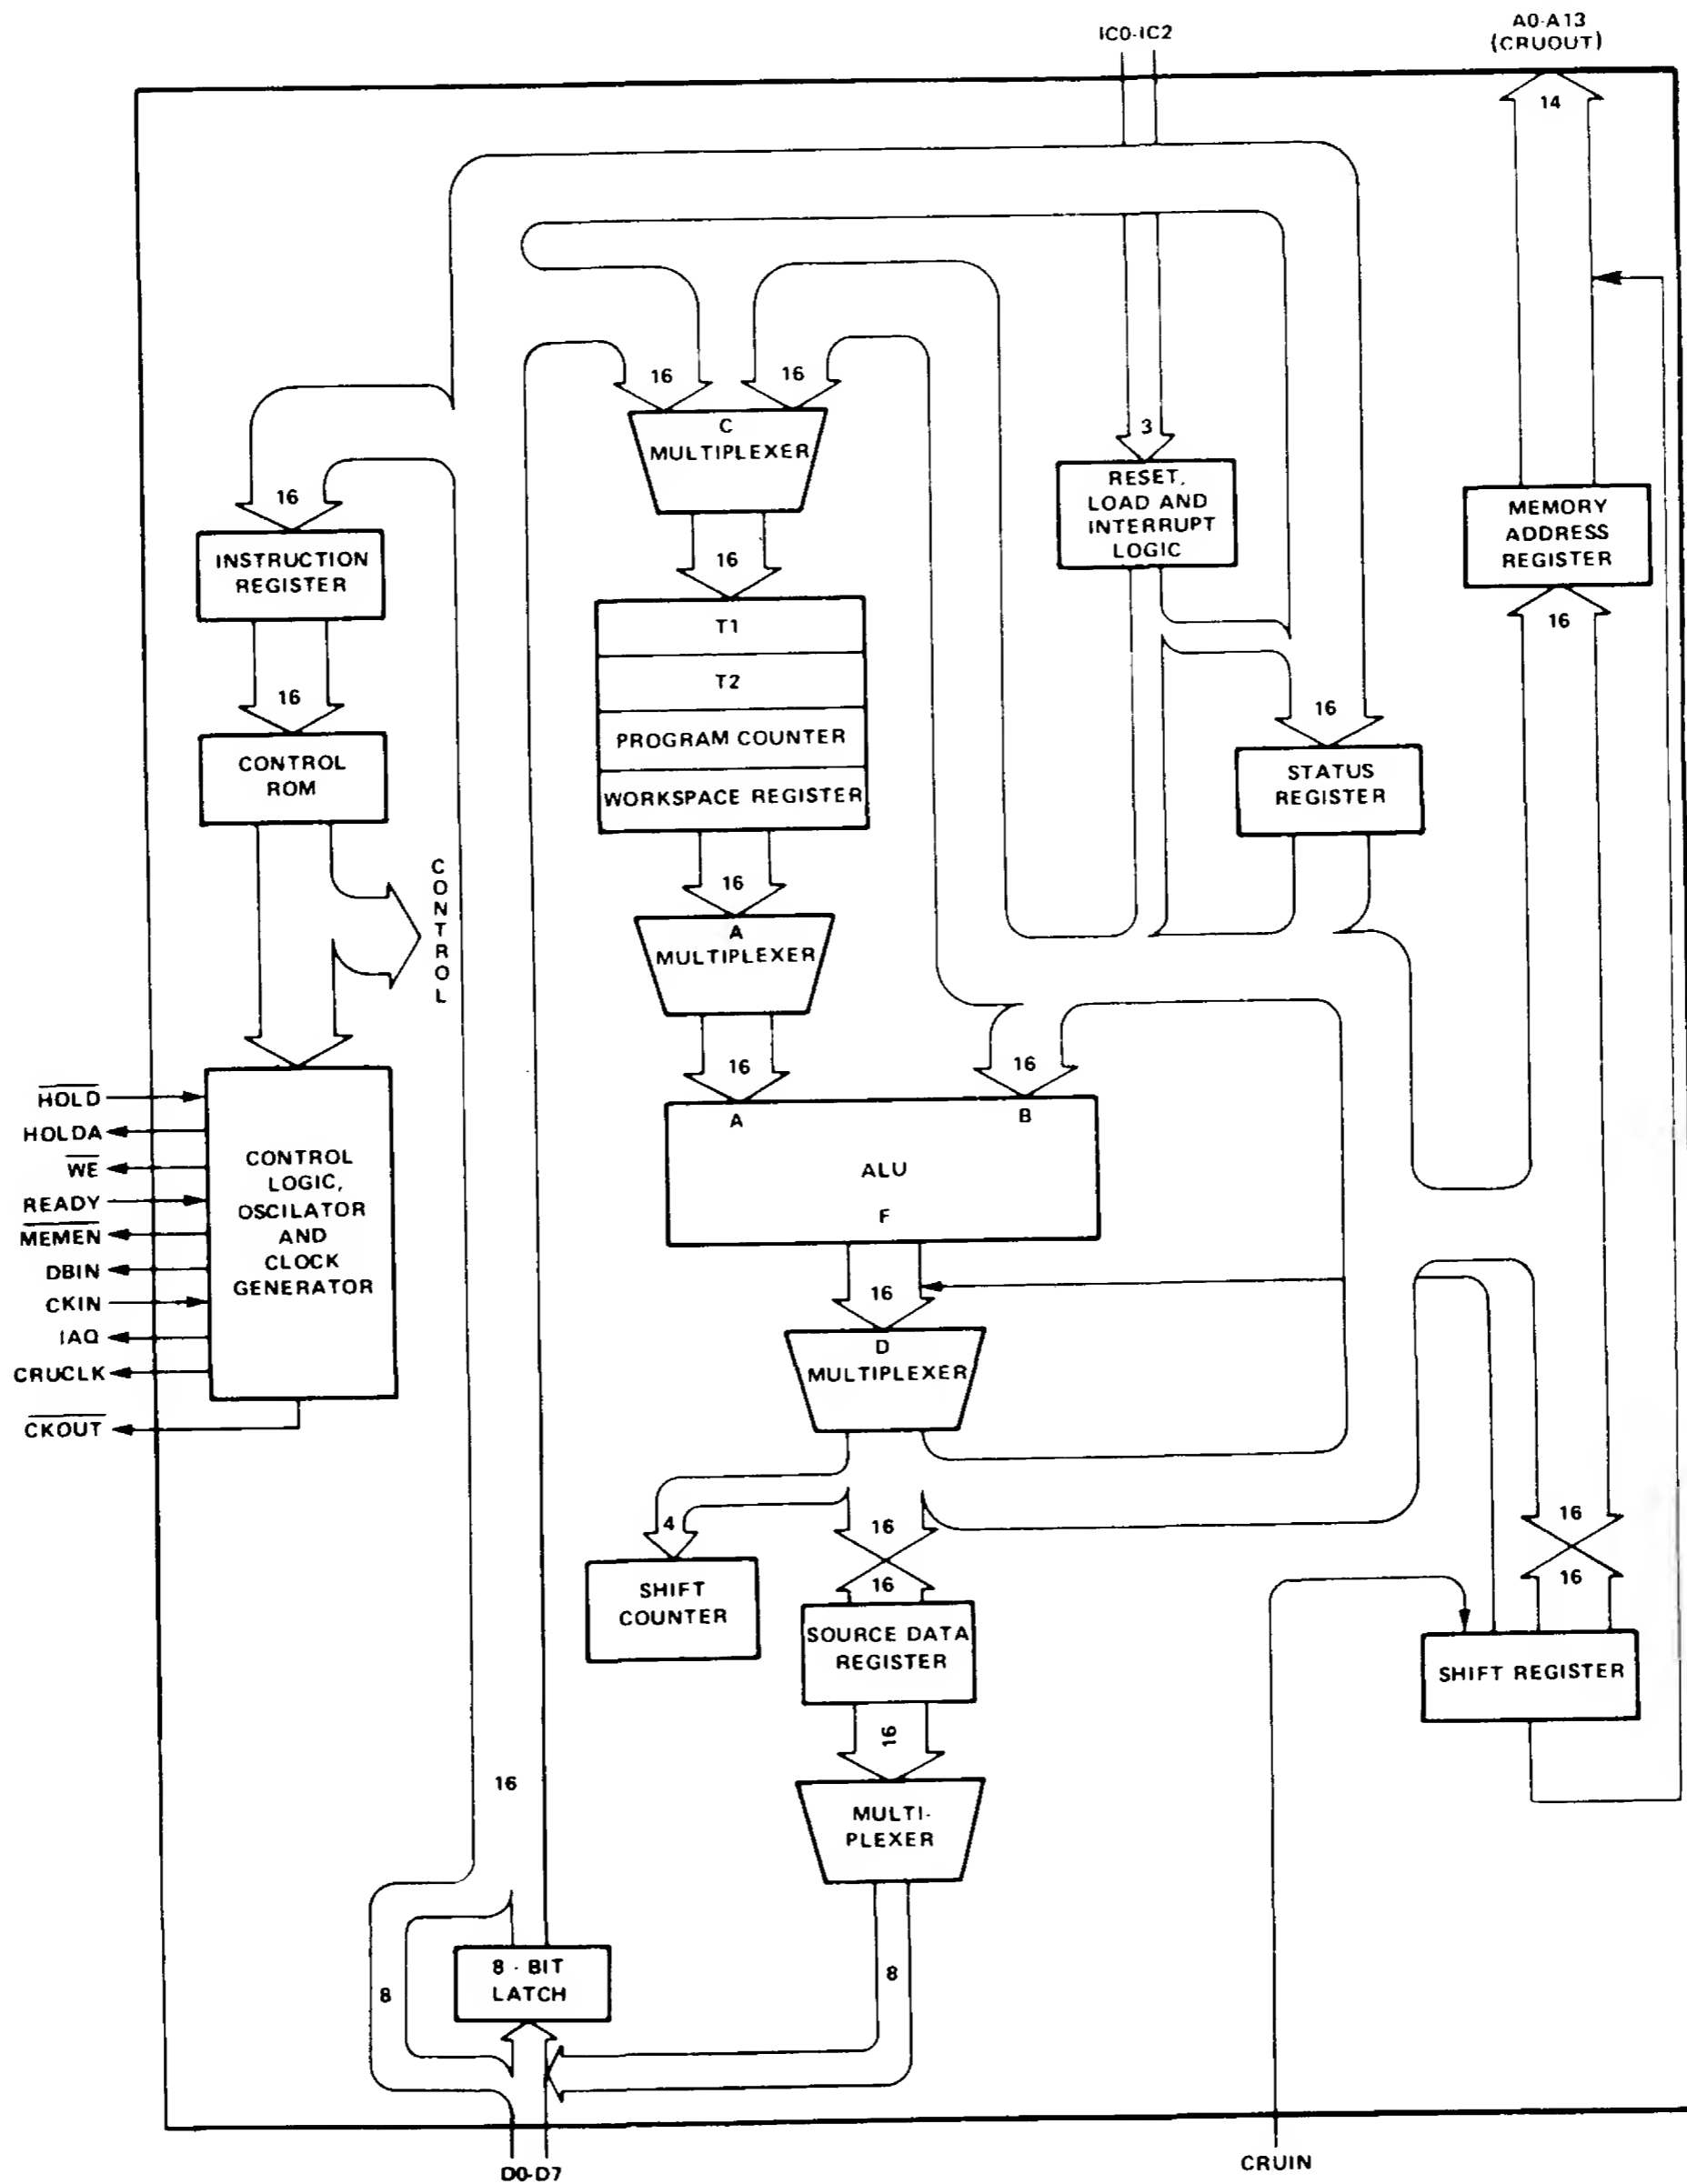 IC0-IC2
A0-A13
(CRUOUT)
14
16
16
C
MULTIPLEXER
3
RESET,
LOAD AND
INTERRUPT
LOGIC
MEMORY
ADDRESS
REGISTER
16
16
INSTRUCTION
REGISTER
16
T1
T2
PROGRAM COUNTER
WORKSPACE REGISTER
16
16
STATUS
REGISTER
CONTROL
ROM
CONTROL
16
A
MULTIPLEXER
16
16
A
B
ALU
F
HOLD
HOLDA
WE
READY
MEMEN
DBIN
CKIN
IAQ
CRUCLK
CKOUT
CONTROL
LOGIC,
OSCILATOR
AND
CLOCK
GENERATOR
16
D
MULTIPLEXER
4
16
16
SHIFT
COUNTER
SOURCE DATA
REGISTER
16
16
SHIFT REGISTER
16
MULTI-
PLEXER
16
8 - BIT
LATCH
8
8
D0-D7
CRUIN